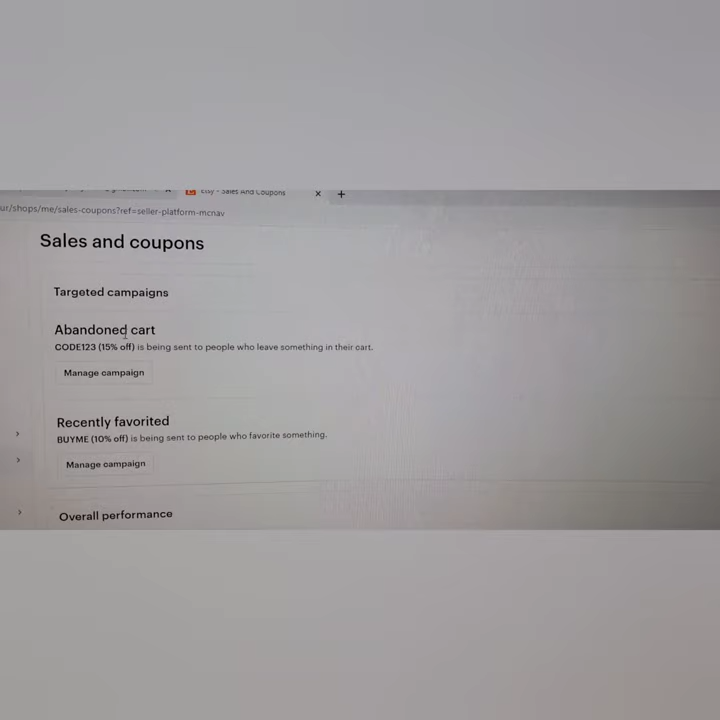 Etsy - Sales And Coupons × +
ur/shops/me/sales-coupons?ref=seller-platform-mcnav
Sales and coupons
Targeted campaigns
Abandoned cart
CODE123 (15% off) is being sent to people who leave something in their cart.
Manage campaign
Recently favorited
BUYME (10% off) is being sent to people who favorite something.
Manage campaign
Overall performance